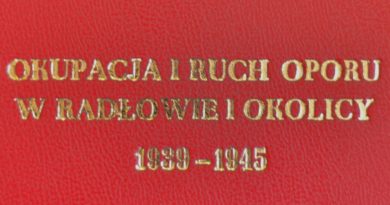 OKUPACJA I RUCH OPORU
W RADŁOWIE I OKOLICY
1939-1945